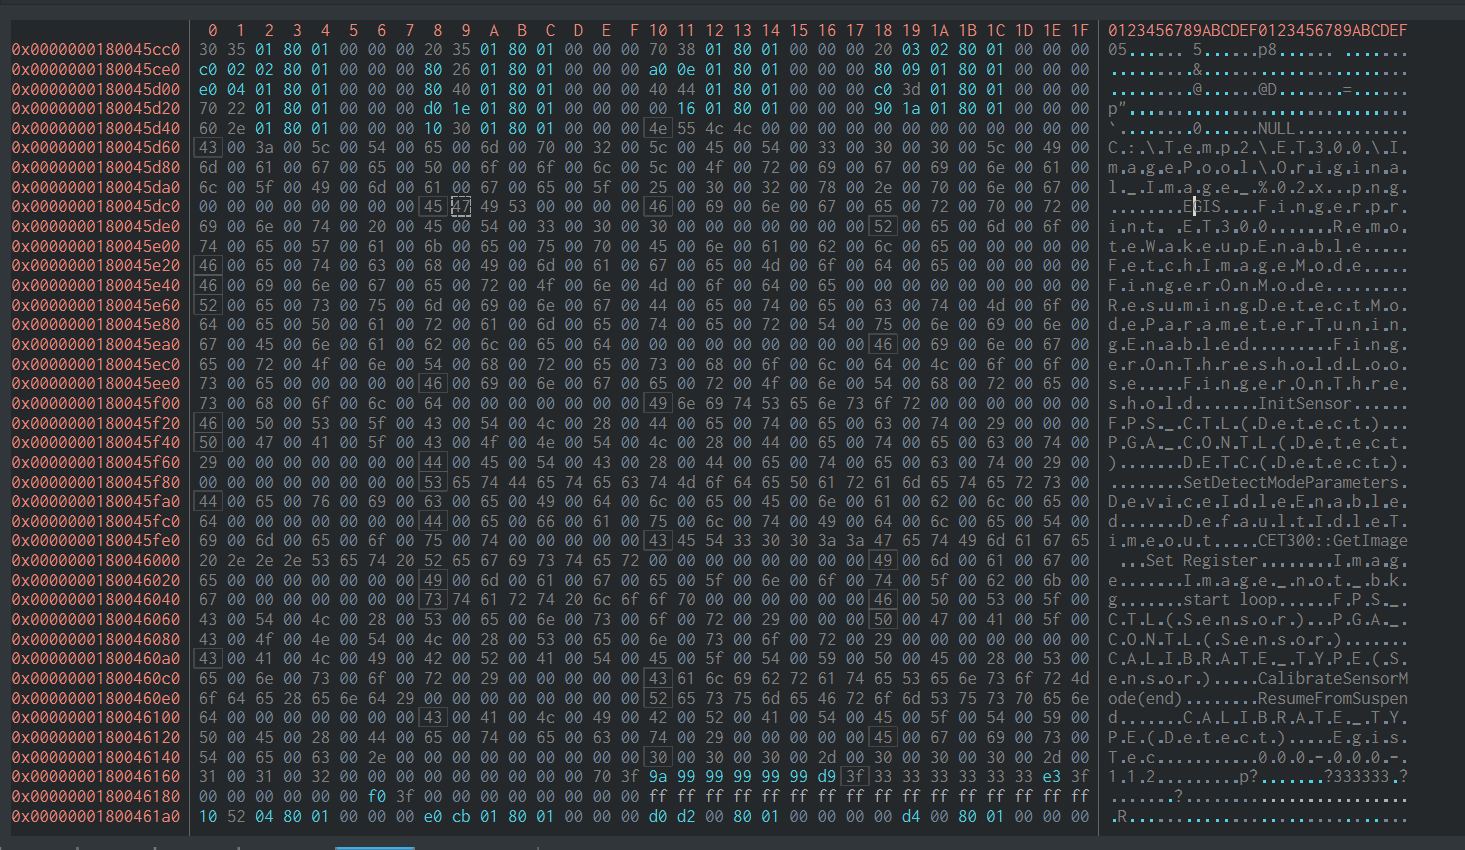 0 1 2 3 4 5 6 7 8 9 A B C D E F 10 11 12 13 14 15 16 17 18 19 1A 1B 1C 1D 1E 1F 0123456789ABCDEF0123456789ABCDEF
0x0000000180045cc0 30 35 01 80 01 00 00 00 20 35 01 80 01 00 00 00 70 38 01 80 01 00 00 00 20 03 02 80 01 00 00 00 05...... 5......p8...... .......
0x0000000180045ce0 c0 02 02 80 01 00 00 00 80 26 01 80 01 00 00 00 a0 0e 01 80 01 00 00 00 80 09 01 80 01 00 00 00 .........&......................
0x0000000180045d00 e0 04 01 80 01 00 00 00 80 40 01 80 01 00 00 00 40 44 01 80 01 00 00 00 c0 3d 01 80 01 00 00 00 .........@......@D.......=......
0x0000000180045d20 70 22 01 80 01 00 00 00 d0 1e 01 80 01 00 00 00 00 16 01 80 01 00 00 00 90 1a 01 80 01 00 00 00 p"..............................
0x0000000180045d40 60 2e 01 80 01 00 00 00 10 30 01 80 01 00 00 00 4e 55 4c 4c 00 00 00 00 00 00 00 00 00 00 00 00 `........0......NULL............
0x0000000180045d60 43 00 3a 00 5c 00 54 00 65 00 6d 00 70 00 32 00 5c 00 45 00 54 00 33 00 30 00 30 00 5c 00 49 00 C.:.\.T.e.m.p.2.\.E.T.3.0.0.\.I.
0x0000000180045d80 6d 00 61 00 67 00 65 00 50 00 6f 00 6f 00 6c 00 5c 00 4f 00 72 00 69 00 67 00 69 00 6e 00 61 00 m.a.g.e.P.o.o.l.\.O.r.i.g.i.n.a.
0x0000000180045da0 6c 00 5f 00 49 00 6d 00 61 00 67 00 65 00 5f 00 25 00 30 00 32 00 78 00 2e 00 70 00 6e 00 67 00 l._.I.m.a.g.e._.%.0.2.x...p.n.g.
0x0000000180045dc0 00 00 00 00 00 00 00 00 45 47 49 53 00 00 00 00 46 00 69 00 6e 00 67 00 65 00 72 00 70 00 72 00 ........EGIS....F.i.n.g.e.r.p.r.
0x0000000180045de0 69 00 6e 00 74 00 20 00 45 00 54 00 33 00 30 00 30 00 00 00 00 00 00 00 52 00 65 00 6d 00 6f 00 i.n.t. .E.T.3.0.0.......R.e.m.o.
0x0000000180045e00 74 00 65 00 57 00 61 00 6b 00 65 00 75 00 70 00 45 00 6e 00 61 00 62 00 6c 00 65 00 00 00 00 00 t.e.W.a.k.e.u.p.E.n.a.b.l.e.....
0x0000000180045e20 46 00 65 00 74 00 63 00 68 00 49 00 6d 00 61 00 67 00 65 00 4d 00 6f 00 64 00 65 00 00 00 00 00 F.e.t.c.h.I.m.a.g.e.M.o.d.e.....
0x0000000180045e40 46 00 69 00 6e 00 67 00 65 00 72 00 4f 00 6e 00 4d 00 6f 00 64 00 65 00 00 00 00 00 00 00 00 00 F.i.n.g.e.r.O.n.M.o.d.e.........
0x0000000180045e60 52 00 65 00 73 00 75 00 6d 00 69 00 6e 00 67 00 44 00 65 00 74 00 65 00 63 00 74 00 4d 00 6f 00 R.e.s.u.m.i.n.g.D.e.t.e.c.t.M.o.
0x0000000180045e80 64 00 65 00 50 00 61 00 72 00 61 00 6d 00 65 00 74 00 65 00 72 00 54 00 75 00 6e 00 69 00 6e 00 d.e.P.a.r.a.m.e.t.e.r.T.u.n.i.n.
0x0000000180045ea0 67 00 45 00 6e 00 61 00 62 00 6c 00 65 00 64 00 00 00 00 00 00 00 00 00 46 00 69 00 6e 00 67 00 g.E.n.a.b.l.e.d.........F.i.n.g.
0x0000000180045ec0 65 00 72 00 4f 00 6e 00 54 00 68 00 72 00 65 00 73 00 68 00 6f 00 6c 00 64 00 4c 00 6f 00 6f 00 e.r.O.n.T.h.r.e.s.h.o.l.d.L.o.o.
0x0000000180045ee0 73 00 65 00 00 00 00 00 46 00 69 00 6e 00 67 00 65 00 72 00 4f 00 6e 00 54 00 68 00 72 00 65 00 s.e.....F.i.n.g.e.r.O.n.T.h.r.e.
0x0000000180045f00 73 00 68 00 6f 00 6c 00 64 00 00 00 00 00 00 00 49 6e 69 74 53 65 6e 73 6f 72 00 00 00 00 00 00 s.h.o.l.d.......InitSensor......
0x0000000180045f20 46 00 50 00 53 00 5f 00 43 00 54 00 4c 00 28 00 44 00 65 00 74 00 65 00 63 00 74 00 29 00 00 00 F.P.S._.C.T.L.(.D.e.t.e.c.t.)...
0x0000000180045f40 50 00 47 00 41 00 5f 00 43 00 4f 00 4e 00 54 00 4c 00 28 00 44 00 65 00 74 00 65 00 63 00 74 00 P.G.A._.C.O.N.T.L.(.D.e.t.e.c.t.
0x0000000180045f60 29 00 00 00 00 00 00 00 44 00 45 00 54 00 43 00 28 00 44 00 65 00 74 00 65 00 63 00 74 00 29 00 ).......D.E.T.C.(.D.e.t.e.c.t.).
0x0000000180045f80 00 00 00 00 00 00 00 00 53 65 74 44 65 74 65 63 74 4d 6f 64 65 50 61 72 61 6d 65 74 65 72 73 00 ........SetDetectModeParameters.
0x0000000180045fa0 44 00 65 00 76 00 69 00 63 00 65 00 49 00 64 00 6c 00 65 00 45 00 6e 00 61 00 62 00 6c 00 65 00 D.e.v.i.c.e.I.d.l.e.E.n.a.b.l.e.
0x0000000180045fc0 64 00 00 00 00 00 00 00 44 00 65 00 66 00 61 00 75 00 6c 00 74 00 49 00 64 00 6c 00 65 00 54 00 d.......D.e.f.a.u.l.t.I.d.l.e.T.
0x0000000180045fe0 69 00 6d 00 65 00 6f 00 75 00 74 00 00 00 00 00 43 45 54 33 30 30 3a 3a 47 65 74 49 6d 61 67 65 i.m.e.o.u.t.....CET300::GetImage
0x0000000180046000 20 2e 2e 2e 53 65 74 20 52 65 67 69 73 74 65 72 00 00 00 00 00 00 00 00 49 00 6d 00 61 00 67 00 ...Set Register........I.m.a.g.
0x0000000180046020 65 00 00 00 00 00 00 00 49 00 6d 00 61 00 67 00 65 00 5f 00 6e 00 6f 00 74 00 5f 00 62 00 6b 00 e.......I.m.a.g.e._.n.o.t._.b.k.
0x0000000180046040 67 00 00 00 00 00 00 00 73 74 61 72 74 20 6c 6f 6f 70 00 00 00 00 00 00 46 00 50 00 53 00 5f 00 g.......start loop......F.P.S._.
0x0000000180046060 43 00 54 00 4c 00 28 00 53 00 65 00 6e 00 73 00 6f 00 72 00 29 00 00 00 50 00 47 00 41 00 5f 00 C.T.L.(.S.e.n.s.o.r.)...P.G.A._.
0x0000000180046080 43 00 4f 00 4e 00 54 00 4c 00 28 00 53 00 65 00 6e 00 73 00 6f 00 72 00 29 00 00 00 00 00 00 00 C.O.N.T.L.(.S.e.n.s.o.r.).......
0x00000001800460a0 43 00 41 00 4c 00 49 00 42 00 52 00 41 00 54 00 45 00 5f 00 54 00 59 00 50 00 45 00 28 00 53 00 C.A.L.I.B.R.A.T.E._.T.Y.P.E.(.S.
0x00000001800460c0 65 00 6e 00 73 00 6f 00 72 00 29 00 00 00 00 00 43 61 6c 69 62 72 61 74 65 53 65 6e 73 6f 72 4d e.n.s.o.r.).....CalibrateSensorM
0x00000001800460e0 6f 64 65 28 65 6e 64 29 00 00 00 00 00 00 00 00 52 65 73 75 6d 65 46 72 6f 6d 53 75 73 70 65 6e ode(end)........ResumeFromSuspen
0x0000000180046100 64 00 00 00 00 00 00 00 43 00 41 00 4c 00 49 00 42 00 52 00 41 00 54 00 45 00 5f 00 54 00 59 00 d.......C.A.L.I.B.R.A.T.E._.T.Y.
0x0000000180046120 50 00 45 00 28 00 44 00 65 00 74 00 65 00 63 00 74 00 29 00 00 00 00 00 45 00 67 00 69 00 73 00 P.E.(.D.e.t.e.c.t.).....E.g.i.s.
0x0000000180046140 54 00 65 00 63 00 2e 00 00 00 00 00 00 00 00 00 30 00 30 00 30 00 2d 00 30 00 30 00 30 00 2d 00 T.e.c...........0.0.0.-.0.0.0.-.
0x0000000180046160 31 00 31 00 32 00 00 00 00 00 00 00 00 00 70 3f 9a 99 99 99 99 99 d9 3f 33 33 33 33 33 33 e3 3f 1.1.2.........p?.......?333333.?
0x0000000180046180 00 00 00 00 00 00 f0 3f 00 00 00 00 00 00 00 00 ff ff ff ff ff ff ff ff ff ff ff ff ff ff ff ff .......?........................
0x00000001800461a0 10 52 04 80 01 00 00 00 e0 cb 01 80 01 00 00 00 d0 d2 00 80 01 00 00 00 00 d4 00 80 01 00 00 00 .R..............................